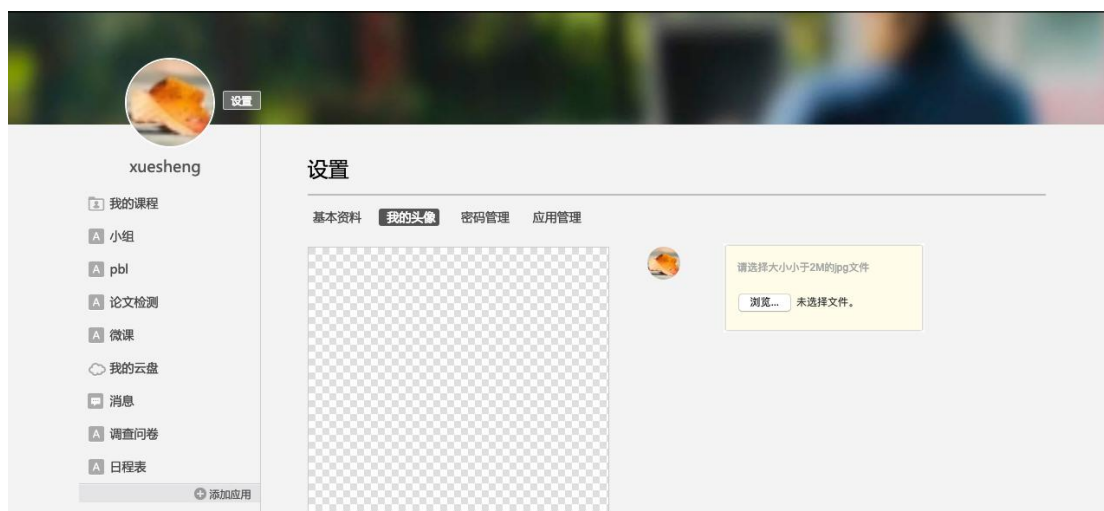 设置
xuesheng
我的课程
小组
pbl
论文检测
微课
我的云盘
消息
调查问卷
日程表
添加应用
设置
基本资料 我的头像 密码管理 应用管理
请选择大小小于2M的jpg文件
浏览... 未选择文件。